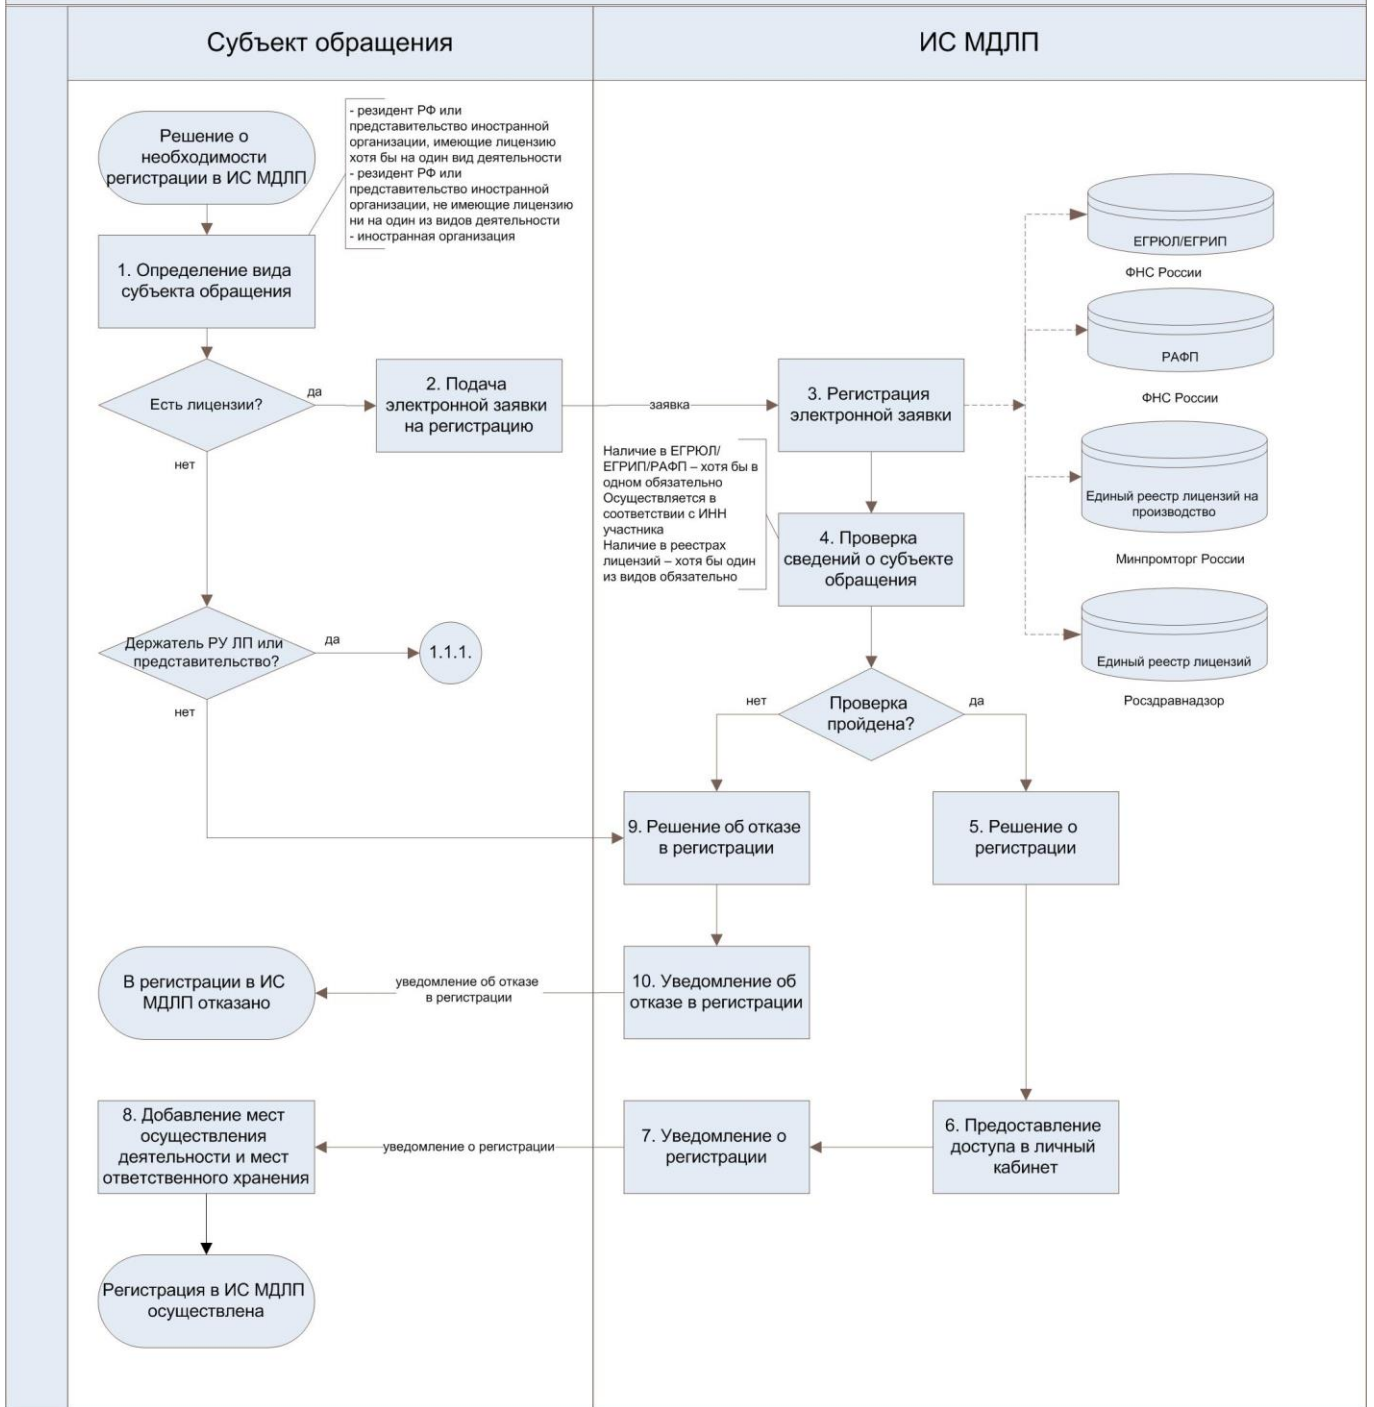 Субъект обращения
ИС МДЛП
Решение о
необходимости
регистрации в ИС МДЛП
- резидент РФ или
представительство иностранной
организации, имеющие лицензию
хотя бы на один вид деятельности
- резидент РФ или
представительство иностранной
организации, не имеющие лицензию
ни на один из видов деятельности
- иностранная организация
1. Определение вида
субъекта обращения
Есть лицензии?
да
нет
2. Подача
электронной заявки
на регистрацию
заявка
3. Регистрация
электронной заявки
ЕГРЮЛ/ЕГРИП
ФНС России
РАФП
ФНС России
Единый реестр лицензий на
производство
Минпромторг России
Единый реестр лицензий
Росздравнадзор
Наличие в ЕГРЮЛ/
ЕГРИП/РАФП – хотя бы в
одном обязательно
Осуществляется в
соответствии с ИНН
участника
Наличие в реестрах
лицензий – хотя бы один
из видов обязательно
4. Проверка
сведений о субъекте
обращения
Держатель РУ ЛП или
представительство?
да
1.1.1.
нет
Проверка
пройдена?
нет
да
9. Решение об отказе
в регистрации
5. Решение о
регистрации
В регистрации в ИС
МДЛП отказано
уведомление об отказе
в регистрации
10. Уведомление об
отказе в регистрации
8. Добавление мест
осуществления
деятельности и мест
ответственного хранения
уведомление о регистрации
7. Уведомление о
регистрации
6. Предоставление
доступа в личный
кабинет
Регистрация в ИС МДЛП
осуществлена